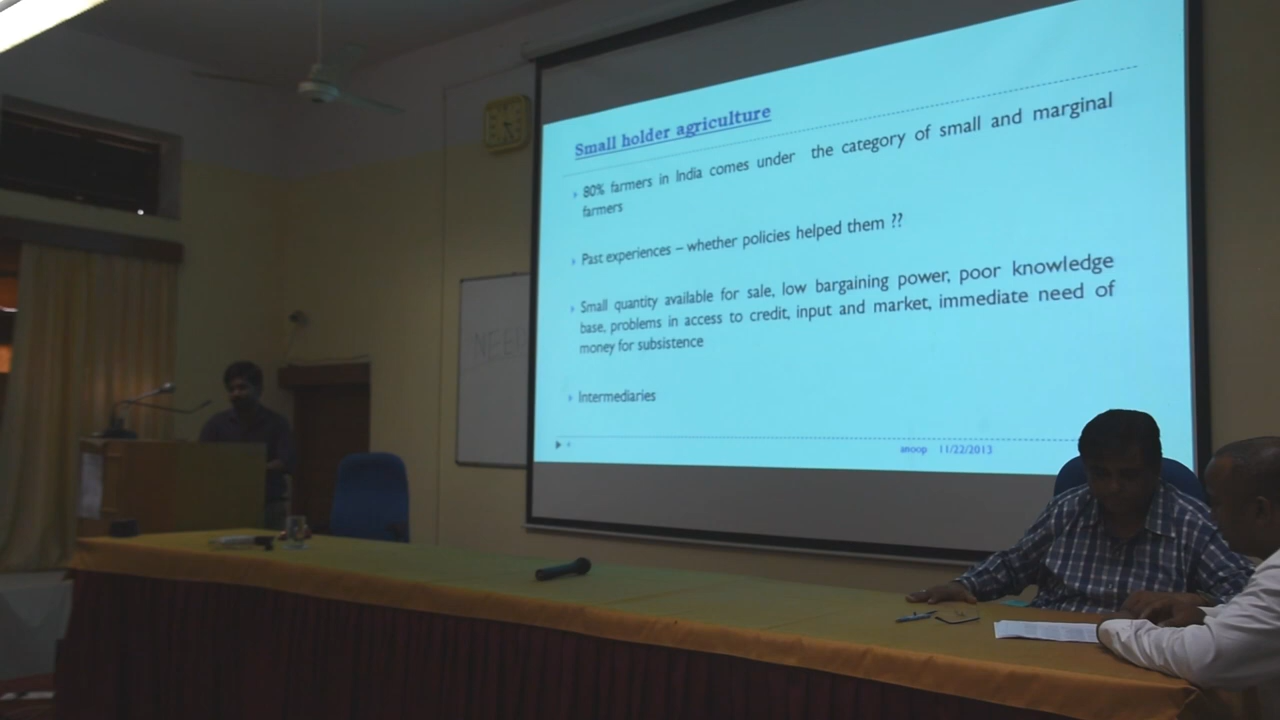 Small holder agriculture
80% farmers in India comes under the category of small and marginal
farmers
Past experiences – whether policies helped them ??
Small quantity available for sale, low bargaining power, poor knowledge
base, problems in access to credit, input and market, immediate need of
money for subsistence
Intermediaries
anoop 11/22/2013
NEED